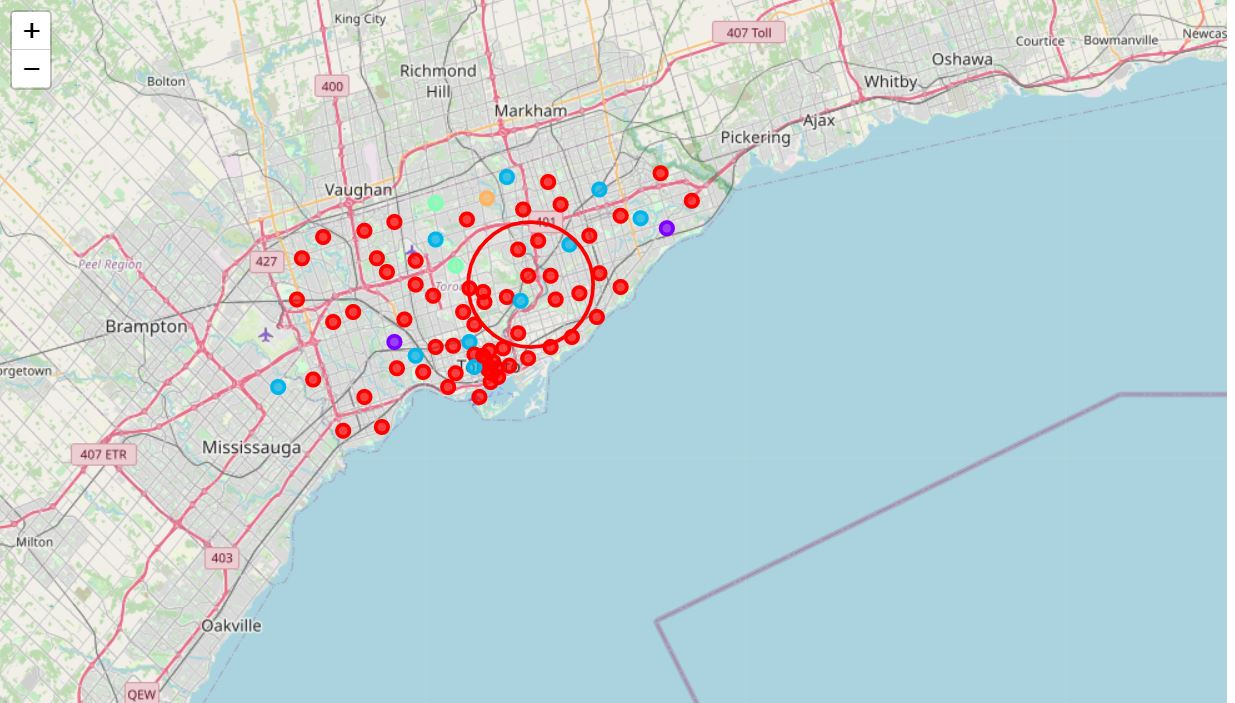 +
−
King City
407 Toll
Courtice
Bowmanville
Newcas
Bolton
400
Richmond
Hill
Oshawa
Whitby
Markham
Ajax
Pickering
Vaughan
401
427
Peel Region
Brampton
orgetown
Mississauga
407 ETR
Milton
403
Oakville
QEW